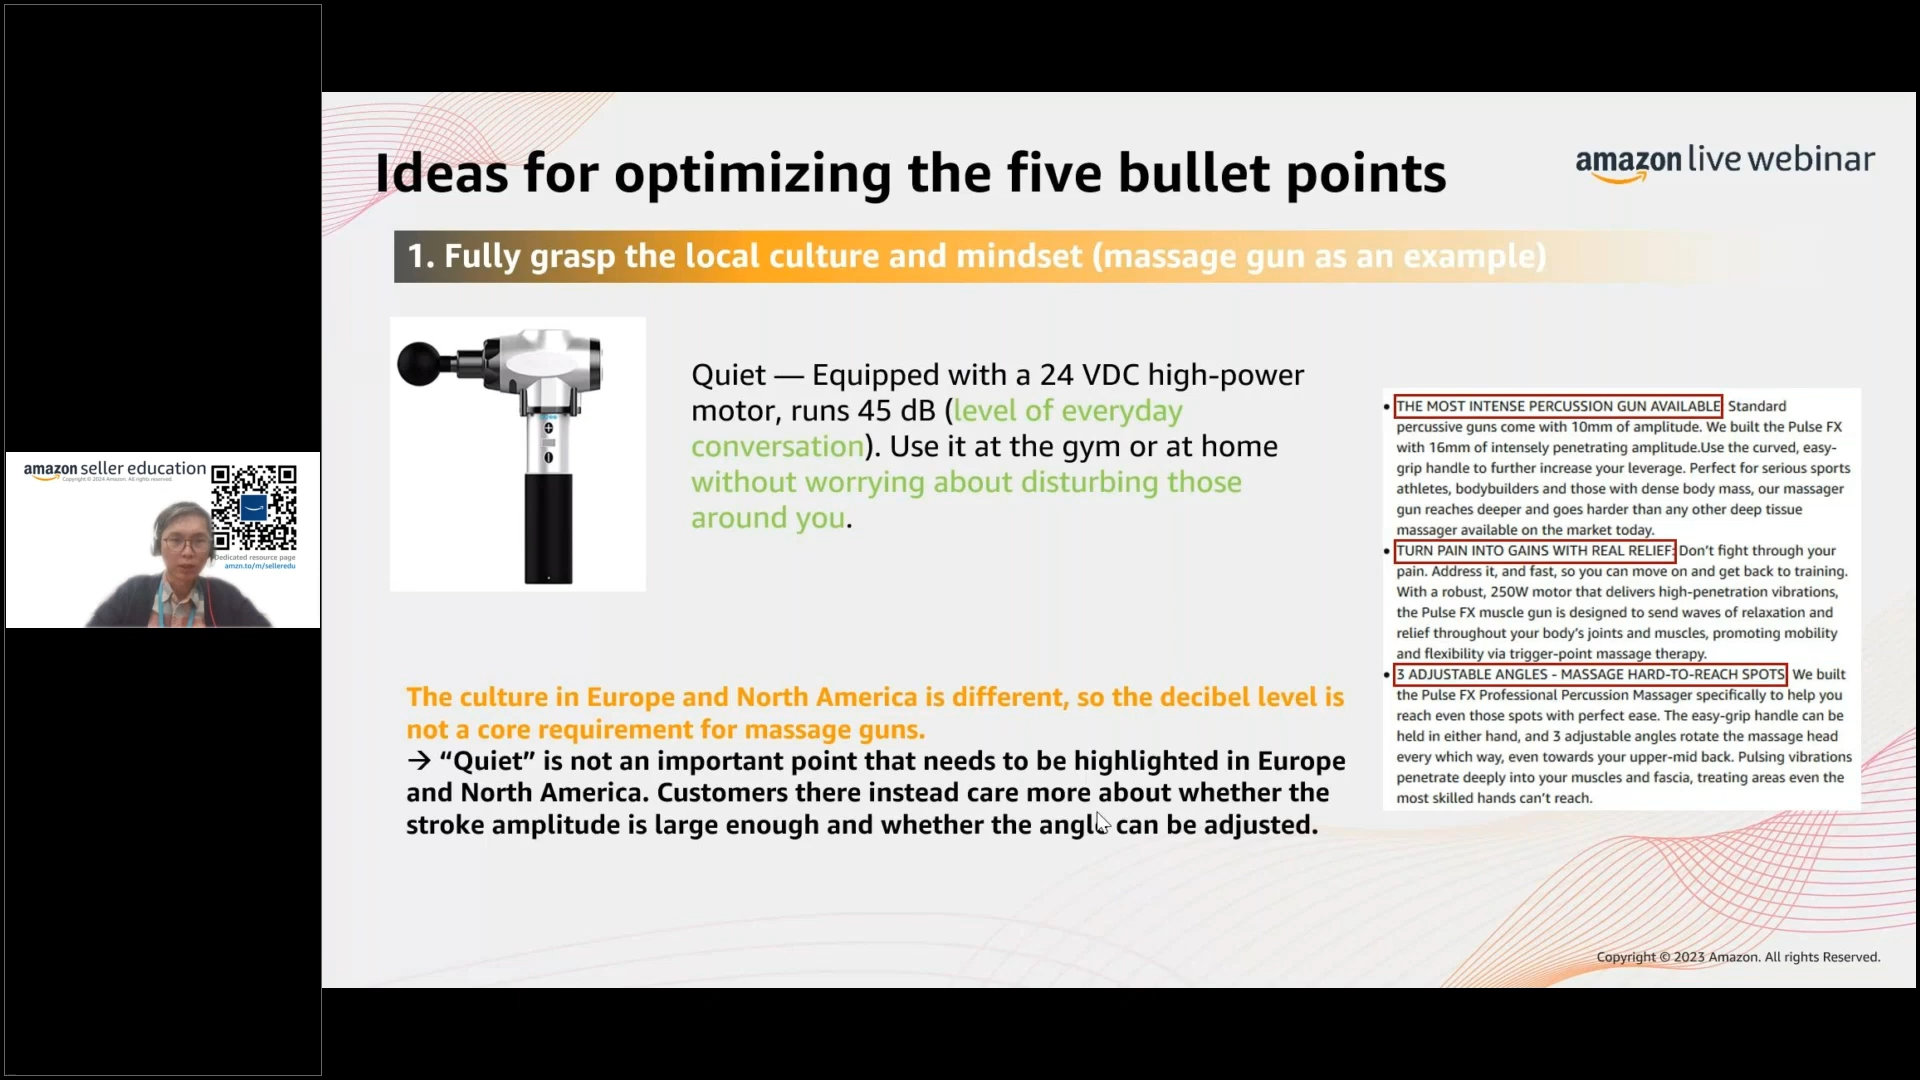 amazon seller education
Copyright © 2024 Amazon. All rights reserved.
Dedicated resource page
amzn.to/m/selleredu
Ideas for optimizing the five bullet points
amazon live webinar
1. Fully grasp the local culture and mindset (massage gun as an example)
Quiet — Equipped with a 24 VDC high-power
motor, runs 45 dB (level of everyday
conversation). Use it at the gym or at home
without worrying about disturbing those
around you.
The culture in Europe and North America is different, so the decibel level is
not a core requirement for massage guns.
→ “Quiet” is not an important point that needs to be highlighted in Europe
and North America. Customers there instead care more about whether the
stroke amplitude is large enough and whether the angle can be adjusted.
• THE MOST INTENSE PERCUSSION GUN AVAILABLE Standard
percussive guns come with 10mm of amplitude. We built the Pulse FX
with 16mm of intensely penetrating amplitude.Use the curved, easy-
grip handle to further increase your leverage. Perfect for serious sports
athletes, bodybuilders and those with dense body mass, our massager
gun reaches deeper and goes harder than any other deep tissue
massager available on the market today.
• TURN PAIN INTO GAINS WITH REAL RELIEF: Don’t fight through your
pain. Address it, and fast, so you can move on and get back to training.
With a robust, 250W motor that delivers high-penetration vibrations,
the Pulse FX muscle gun is designed to send waves of relaxation and
relief throughout your body’s joints and muscles, promoting mobility
and flexibility via trigger-point massage therapy.
• 3 ADJUSTABLE ANGLES - MASSAGE HARD-TO-REACH SPOTS We built
the Pulse FX Professional Percussion Massager specifically to help you
reach even those spots with perfect ease. The easy-grip handle can be
held in either hand, and 3 adjustable angles rotate the massage head
every which way, even towards your upper-mid back. Pulsing vibrations
penetrate deeply into your muscles and fascia, treating areas even the
most skilled hands can’t reach.
Copyright © 2023 Amazon. All rights Reserved.